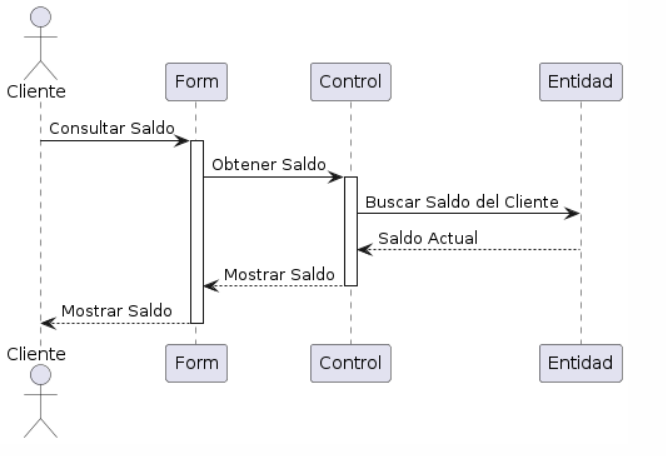 Cliente
Form
Control
Entidad
Consultar Saldo
Obtener Saldo
Buscar Saldo del Cliente
Saldo Actual
Mostrar Saldo
Mostrar Saldo
Cliente
Form
Control
Entidad